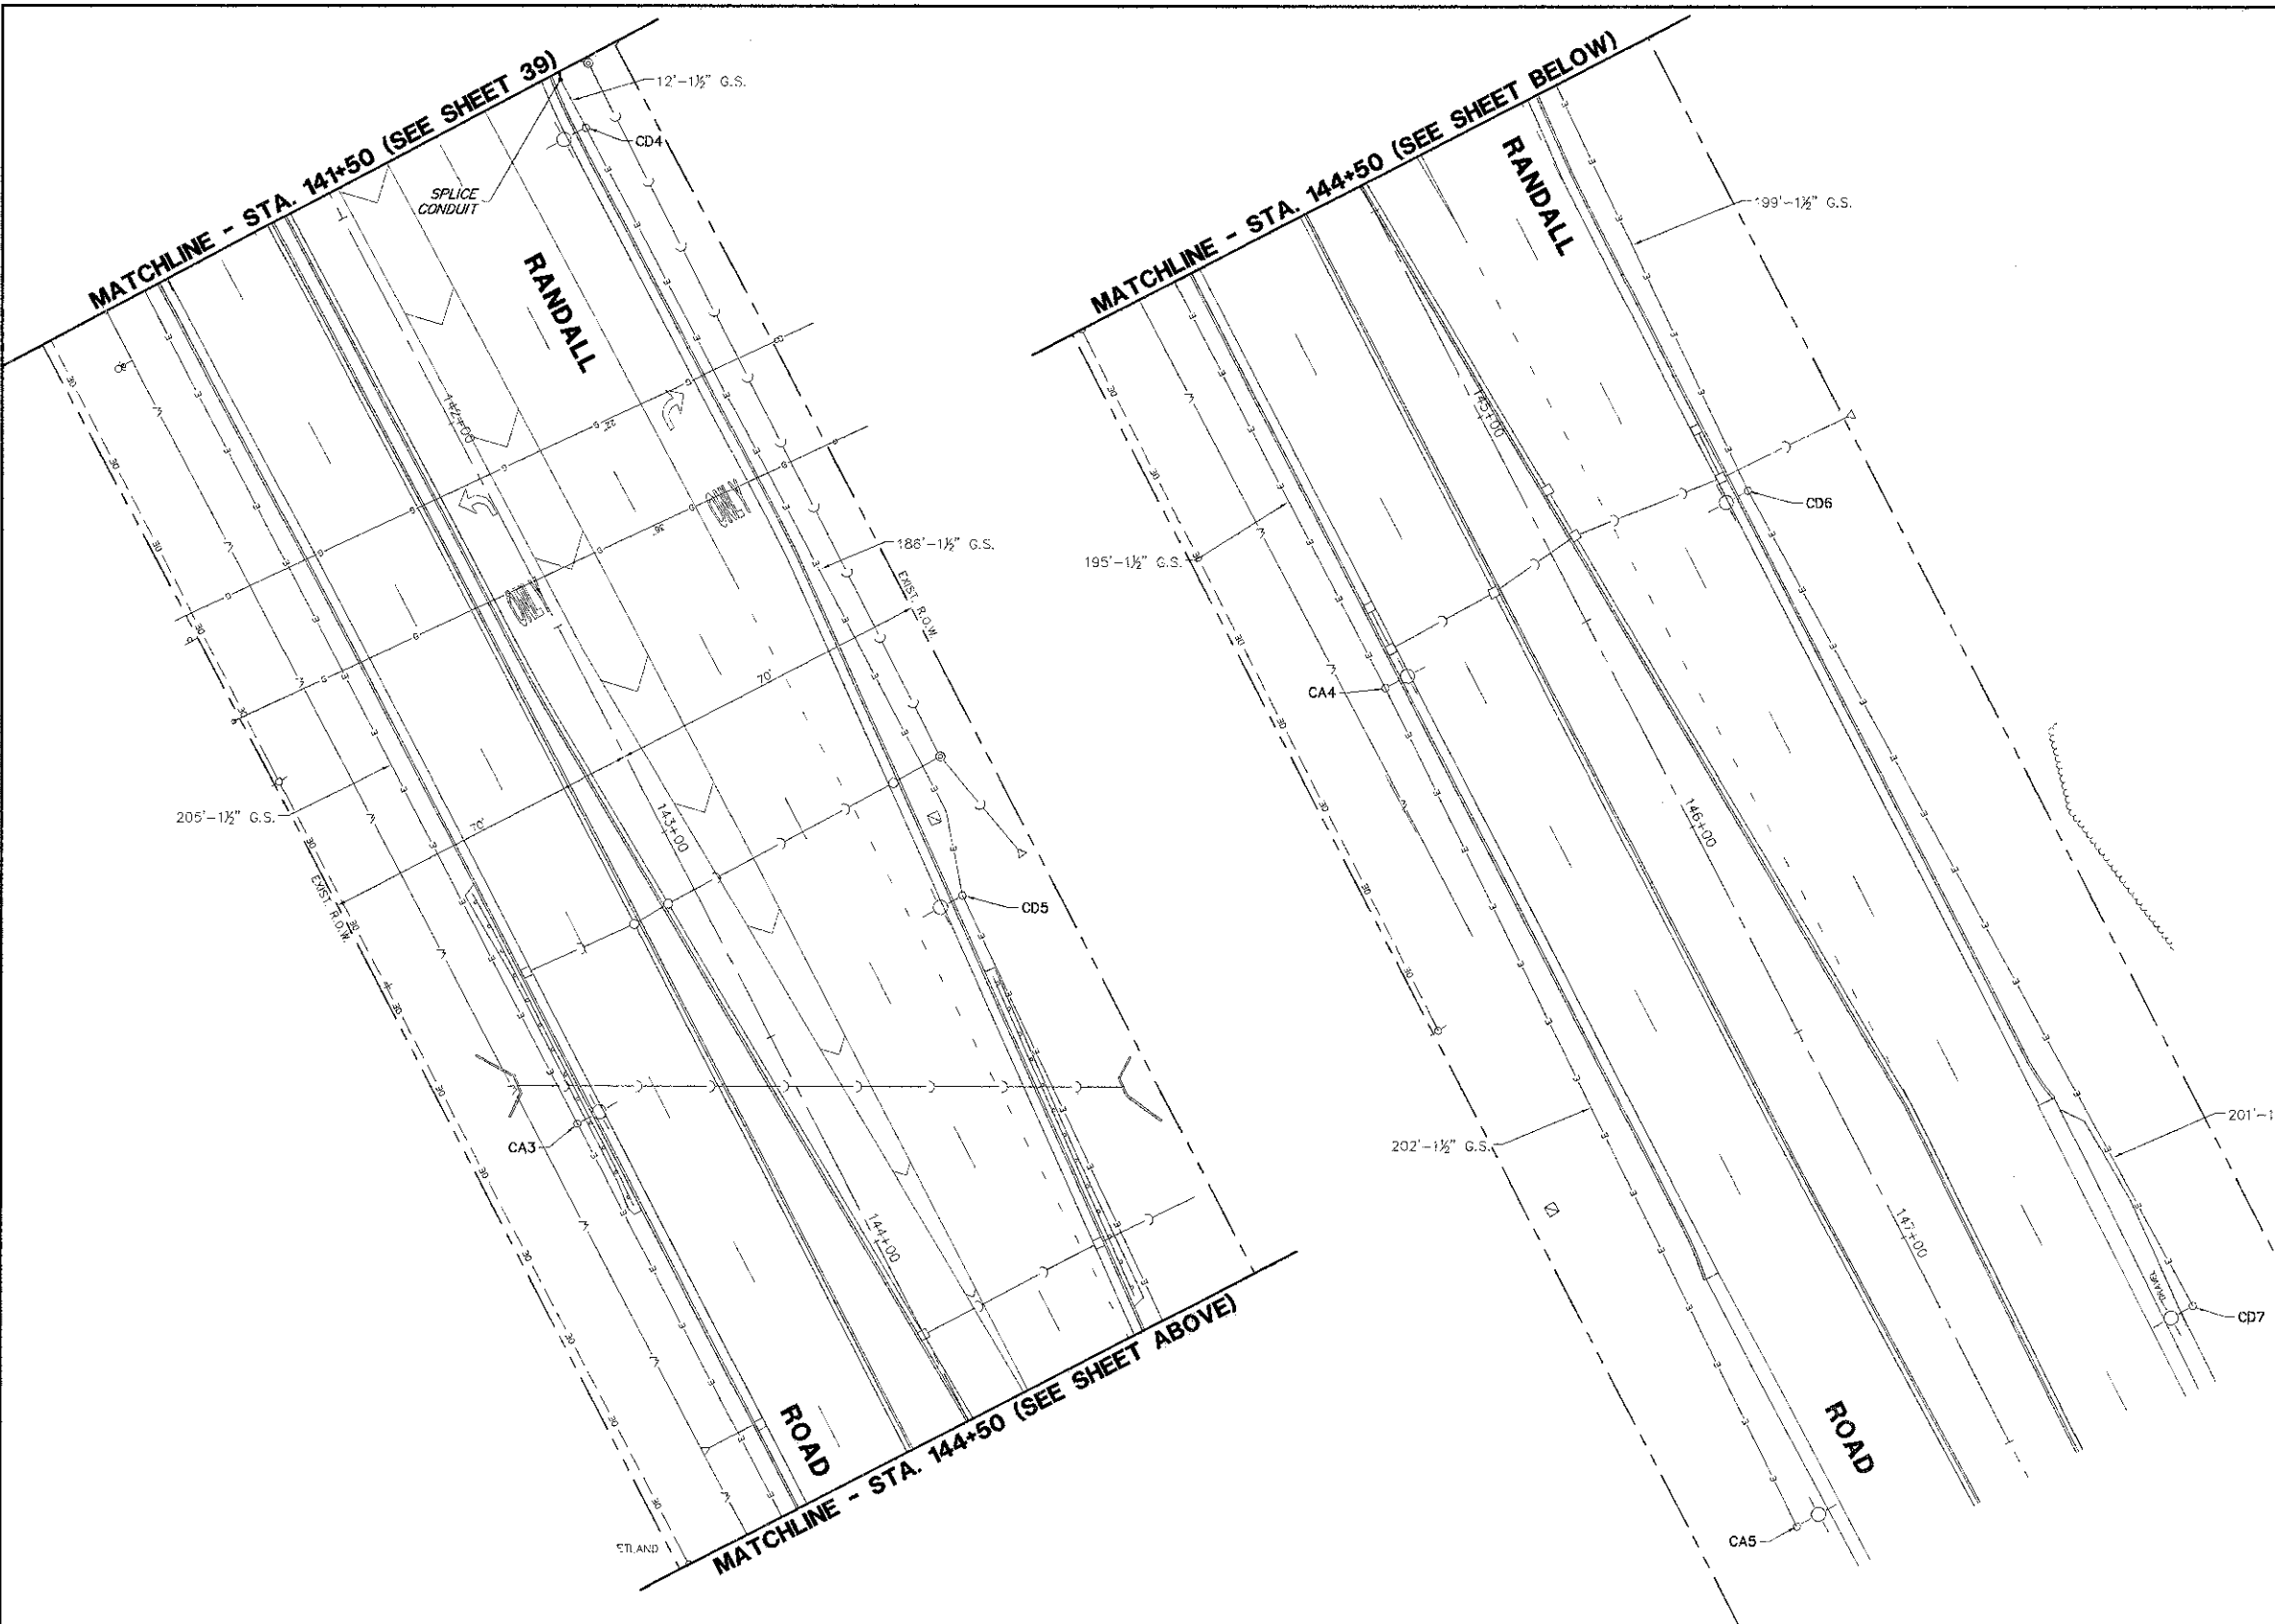 MATCHLINE - STA. 141+50 (SEE SHEET 39)
12'-1½" G.S.
CD4
SPLICE
CONDUIT
RANDALL
142+00
186'-1½" G.S.
EXIST. R.O.W.
70'
70'
205'-1½" G.S.
EXIST. R.O.W.
143+00
CD5
CA3
144+00
ROAD
MATCHLINE - STA. 144+50 (SEE SHEET ABOVE)
MATCHLINE - STA. 144+50 (SEE SHEET BELOW)
RANDALL
199'-1½" G.S.
145+00
CD6
195'-1½" G.S.
CA4
146+00
202'-1½" G.S.
201'-1
147+00
CD7
ROAD
CA5